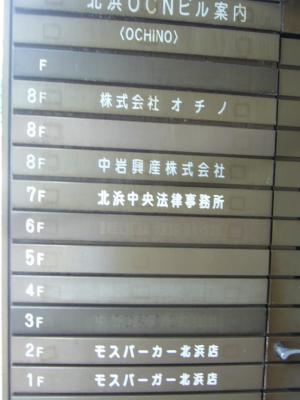 北浜OCNビル案内
〈OCHINO〉
F
8F 株式会社 オチノ
8F
8F 中岩興産株式会社
7F 北浜中央法律事務所
6F
5F
4F
3F
2F モスバーカー北浜店
1F モスバーガー北浜店